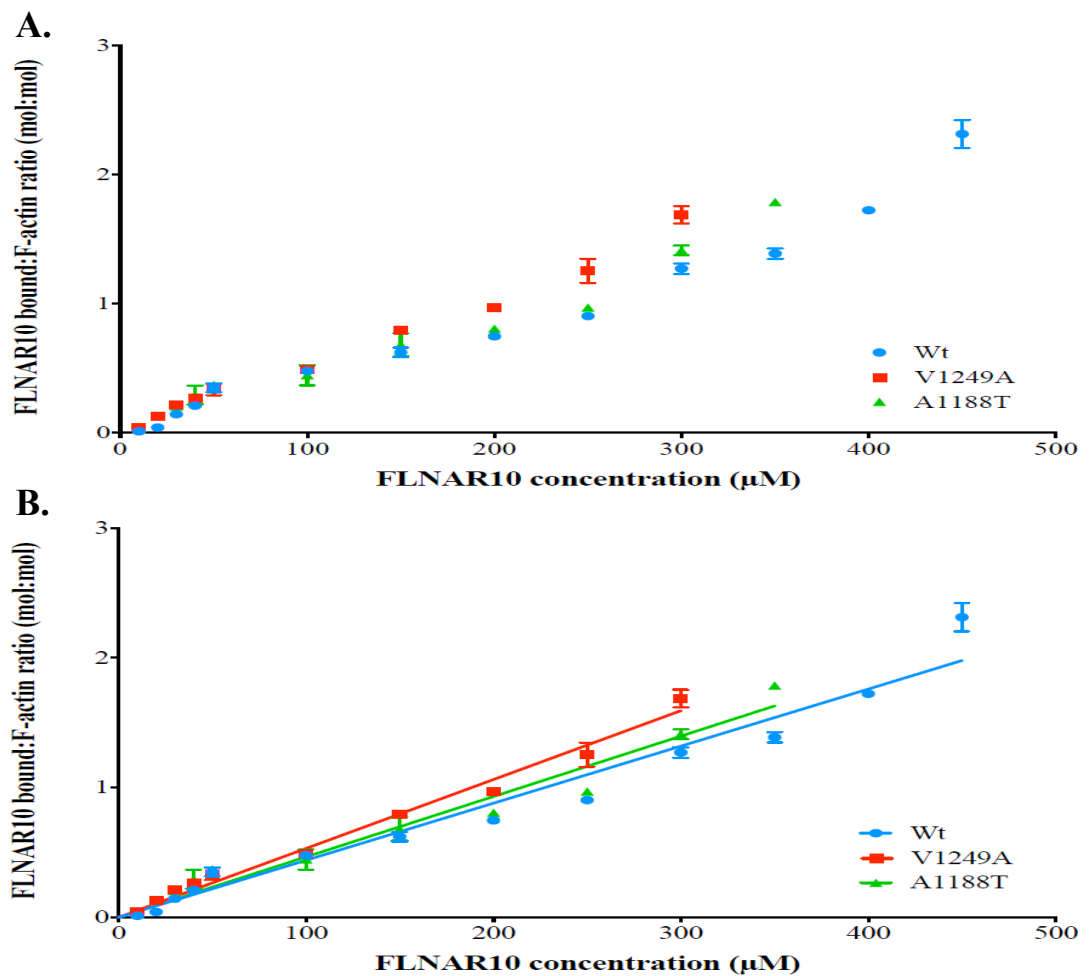 A.
FLNAR10 bound:F-actin ratio (mol:mol)
3
2
1
0
0 100 200 300 400 500
FLNAR10 concentration (µM)
Wt
V1249A
A1188T
B.
FLNAR10 bound:F-actin ratio (mol:mol)
3
2
1
0
0 100 200 300 400 500
FLNAR10 concentration (µM)
Wt
V1249A
A1188T